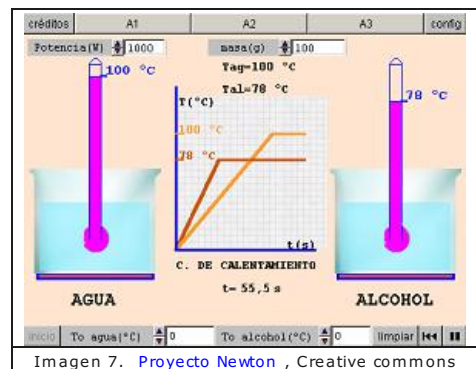 créditos A1 A2 A3 config
Potencia(W) 1000 masa(g) 100
100 °C
Tag=100 °C
Tal=78 °C
78 °C
T(°C)
100 °C
78 °C
t(s)
C. DE CALENTAMIENTO
t= 55,5 s
AGUA ALCOHOL
inicio To agua(°C) 0 To alcohol(°C) 0 limpiar
Imagen 7. Proyecto Newton , Creative commons